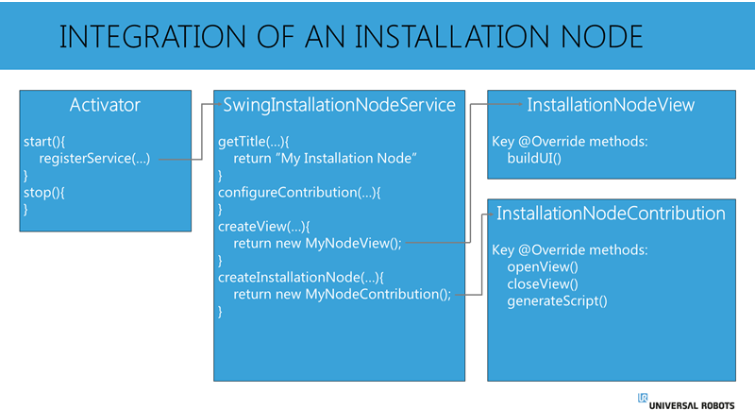 INTEGRATION OF AN INSTALLATION NODE
Activator
start(){
registerService(...)
}
stop(){
}
SwingInstallationNodeService
getTitle(...){
return "My Installation Node"
}
configureContribution(...){
}
createView(...){
return new MyNodeView();
}
createInstallationNode(...){
return new MyNodeContribution();
}
InstallationNodeView
Key @Override methods:
buildUI()
InstallationNodeContribution
Key @Override methods:
openView()
closeView()
generateScript()
UNIVERSAL ROBOTS